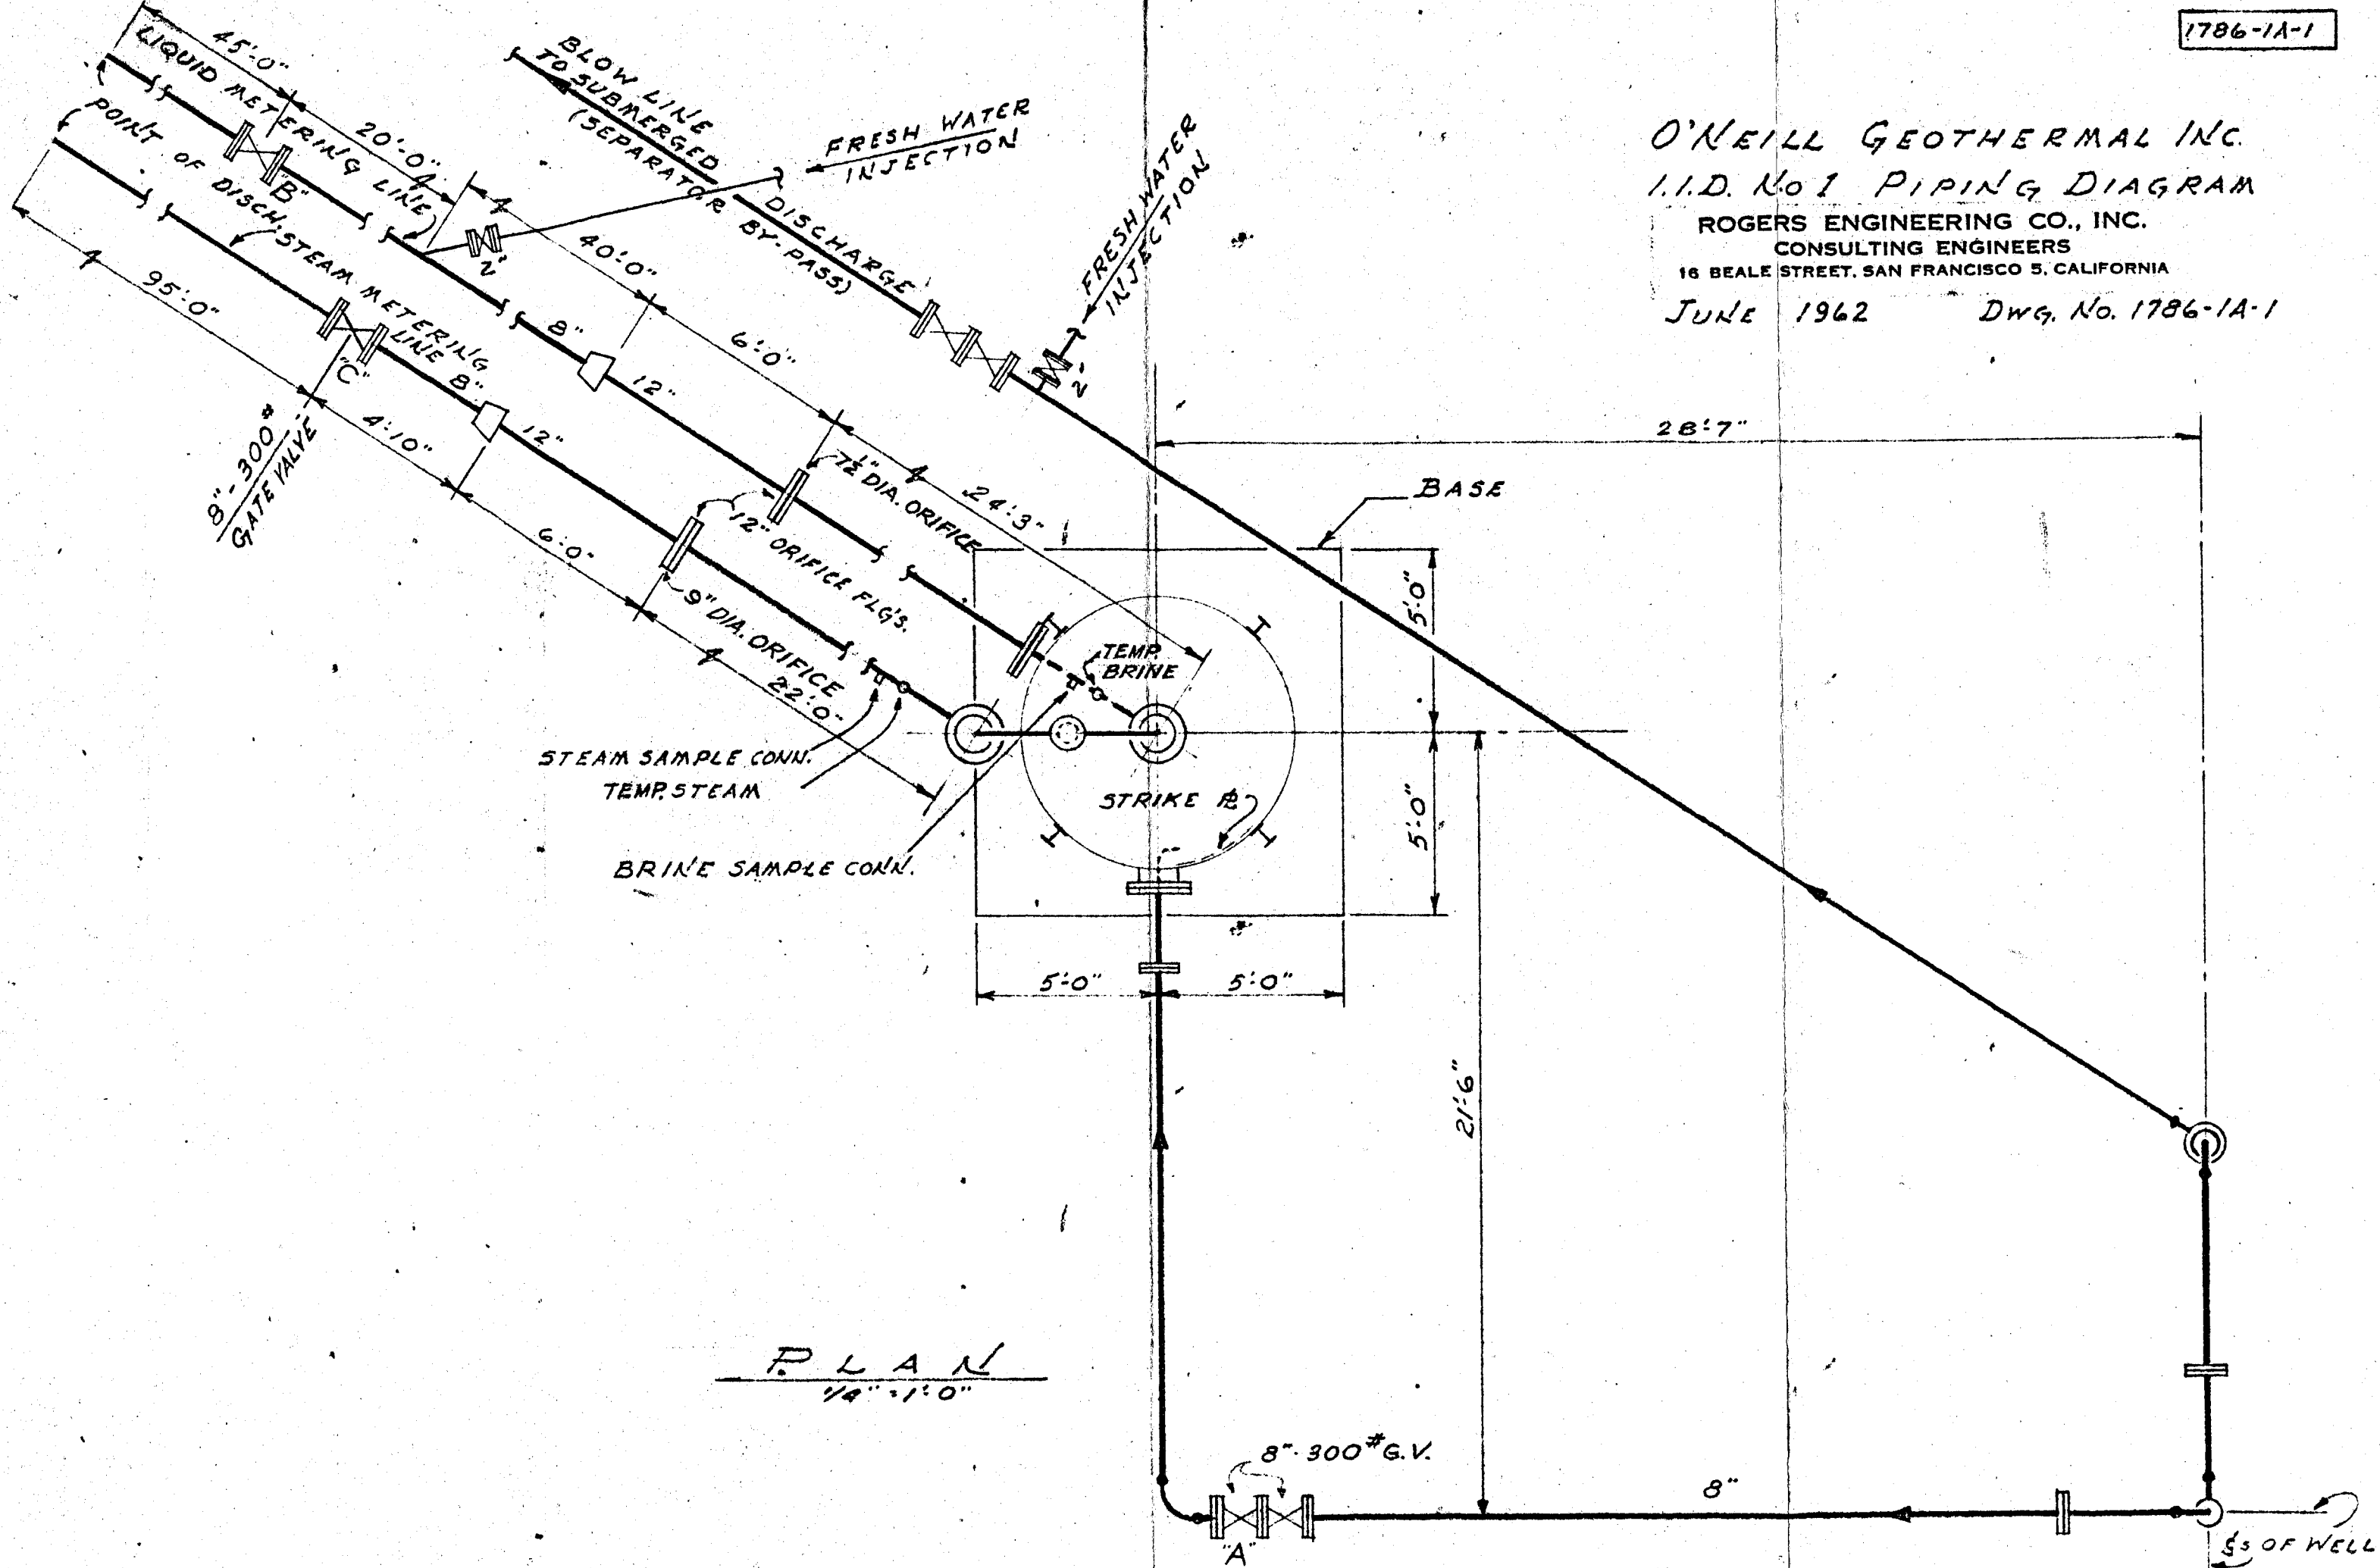 1786-1A-1
O'NEILL GEOTHERMAL INC.
I.I.D. No 1 PIPING DIAGRAM
ROGERS ENGINEERING CO., INC.
CONSULTING ENGINEERS
16 BEALE STREET, SAN FRANCISCO 5, CALIFORNIA
JUNE 1962 DWG. No. 1786-1A-1
45'-0"
LIQUID METERING LINE
20'-0"
POINT OF DISCH.
"B"
STEAM METERING
LINE
95'-0"
"C"
8"-300#
GATE VALVE
BLOW LINE
TO SUBMERGED
DISCHARGE
(SEPARATOR BY-PASS)
FRESH WATER
INJECTION
2"
FRESH WATER
INJECTION
2"
40'-0"
8"
12"
6'-0"
8"
12"
4'-10"
6'-0"
7½" DIA. ORIFICE
24'-3"
12" ORIFICE FLG'S.
9" DIA. ORIFICE
22'-0"
28'-7"
BASE
5'-0"
5'-0"
TEMP.
BRINE
STEAM SAMPLE CONN.
TEMP. STEAM
STRIKE PL
BRINE SAMPLE CONN.
5'-0"
5'-0"
21'-6"
PLAN
1/4" = 1'-0"
8"-300# G.V.
8"
"A"
℄s OF WELL